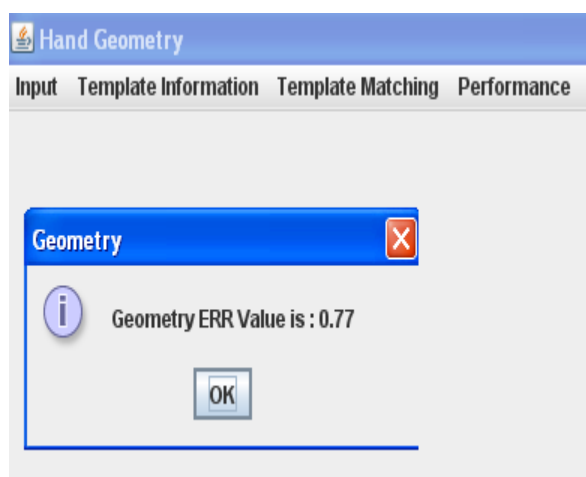 Hand Geometry
Input Template Information Template Matching Performance
Geometry
i
Geometry ERR Value is : 0.77
OK